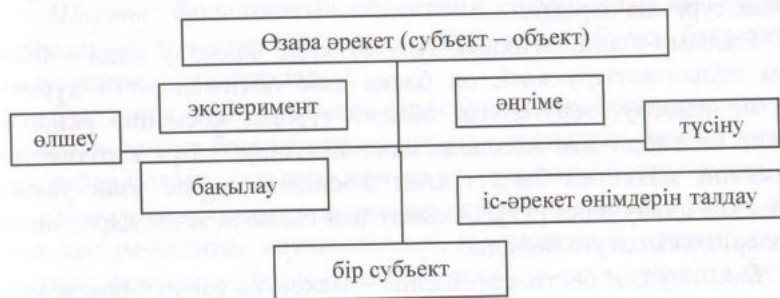 Өзара әрекет (субъект – объект)
эксперимент
әңгіме
өлшеу
түсіну
бақылау
іс-әрекет өнімдерін талдау
бір субъект